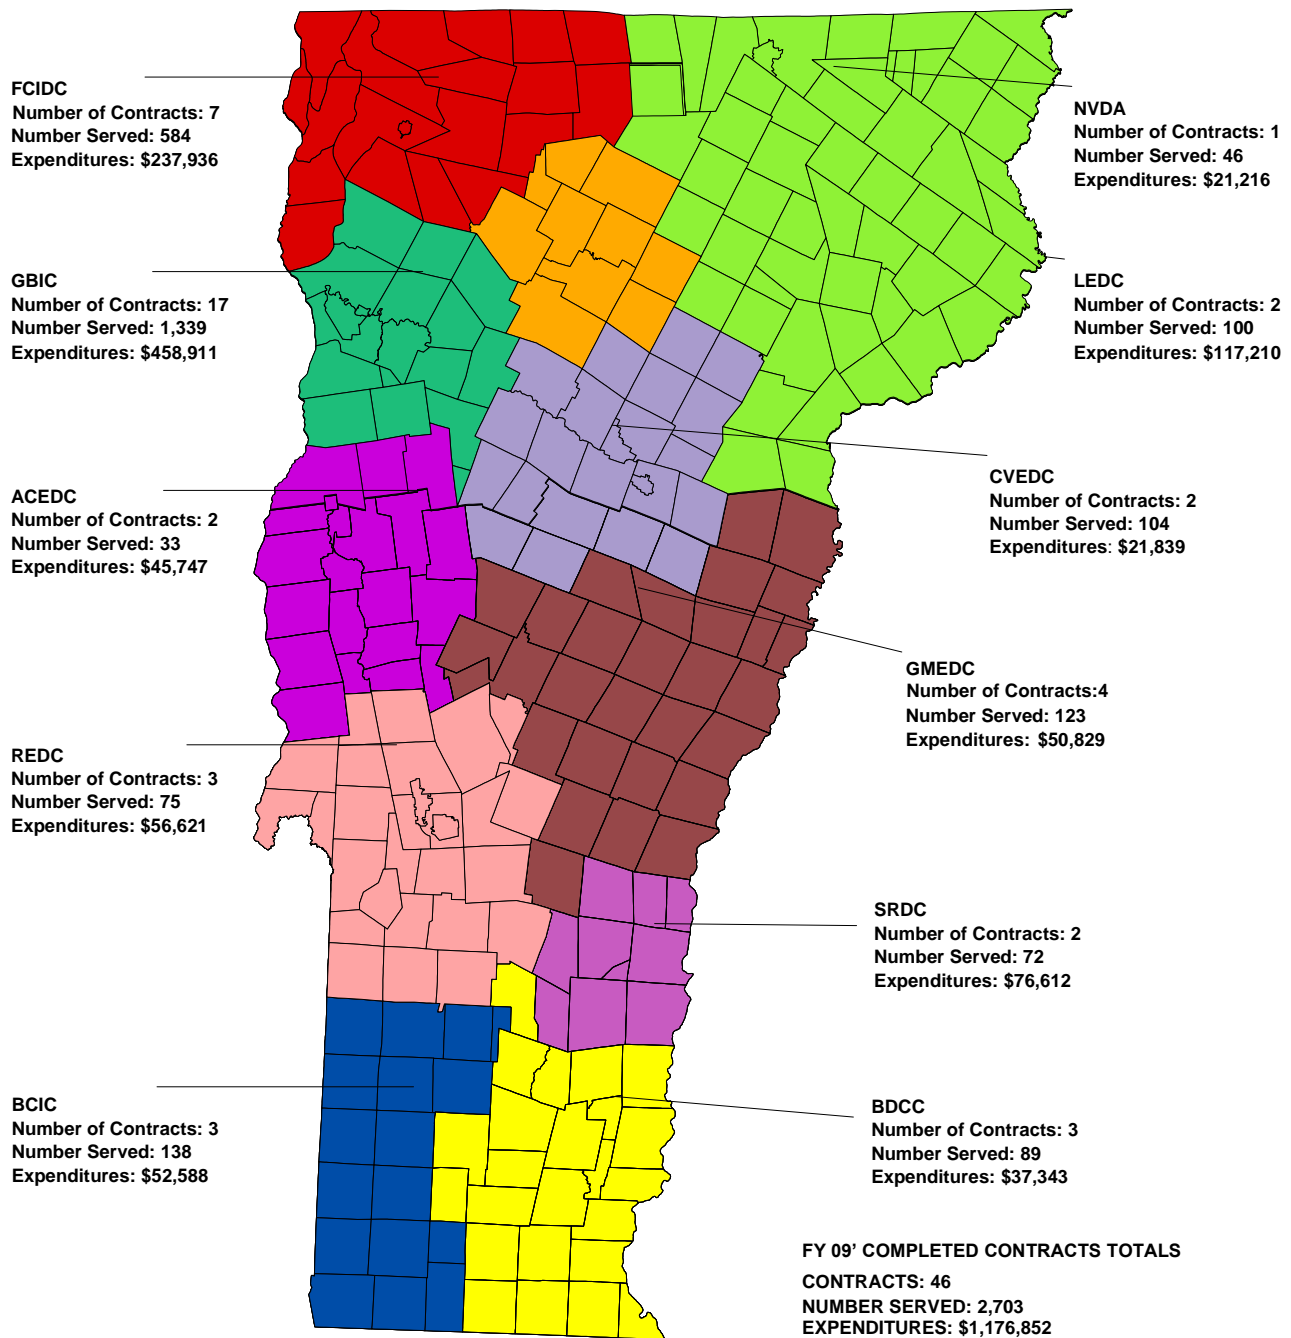 FCIDC
Number of Contracts: 7
Number Served: 584
Expenditures: $237,936
NVDA
Number of Contracts: 1
Number Served: 46
Expenditures: $21,216
GBIC
Number of Contracts: 17
Number Served: 1,339
Expenditures: $458,911
LEDC
Number of Contracts: 2
Number Served: 100
Expenditures: $117,210
ACEDC
Number of Contracts: 2
Number Served: 33
Expenditures: $45,747
CVEDC
Number of Contracts: 2
Number Served: 104
Expenditures: $21,839
GMEDC
Number of Contracts:4
Number Served: 123
Expenditures: $50,829
REDC
Number of Contracts: 3
Number Served: 75
Expenditures: $56,621
SRDC
Number of Contracts: 2
Number Served: 72
Expenditures: $76,612
BCIC
Number of Contracts: 3
Number Served: 138
Expenditures: $52,588
BDCC
Number of Contracts: 3
Number Served: 89
Expenditures: $37,343
FY 09' COMPLETED CONTRACTS TOTALS
CONTRACTS: 46
NUMBER SERVED: 2,703
EXPENDITURES: $1,176,852